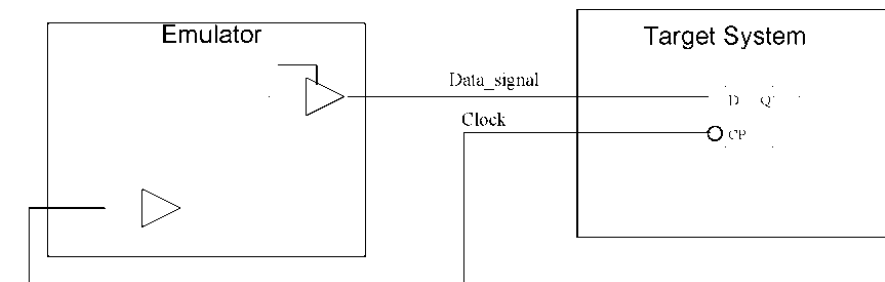 Emulator
Target System
Data_signal
D Q
Clock
CP